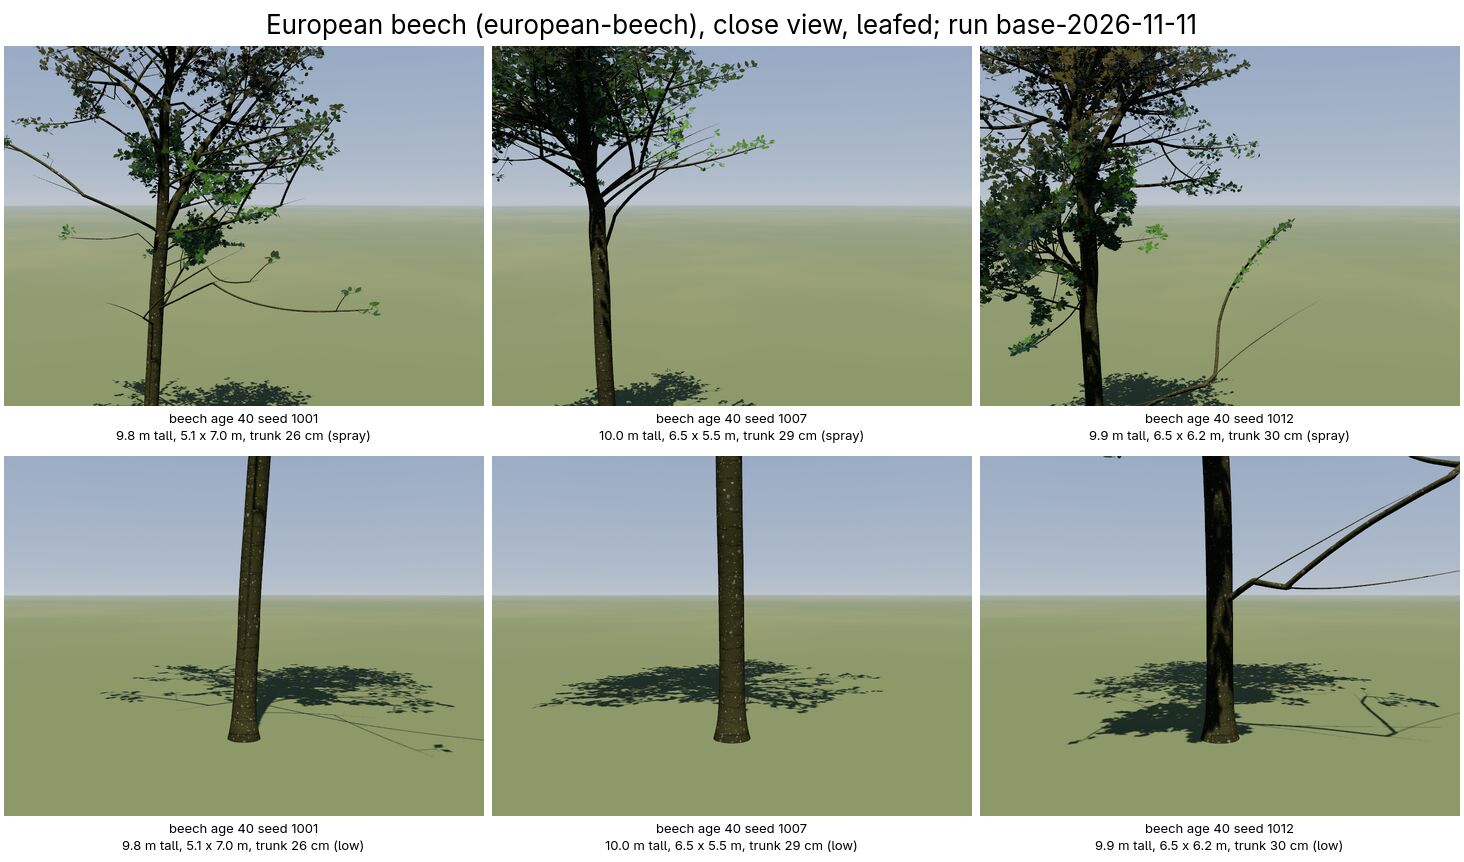 European beech (european-beech), close view, leafed; run base-2026-11-11
beech age 40 seed 1001
9.8 m tall, 5.1 x 7.0 m, trunk 26 cm (spray)
beech age 40 seed 1007
10.0 m tall, 6.5 x 5.5 m, trunk 29 cm (spray)
beech age 40 seed 1012
9.9 m tall, 6.5 x 6.2 m, trunk 30 cm (spray)
beech age 40 seed 1001
9.8 m tall, 5.1 x 7.0 m, trunk 26 cm (low)
beech age 40 seed 1007
10.0 m tall, 6.5 x 5.5 m, trunk 29 cm (low)
beech age 40 seed 1012
9.9 m tall, 6.5 x 6.2 m, trunk 30 cm (low)